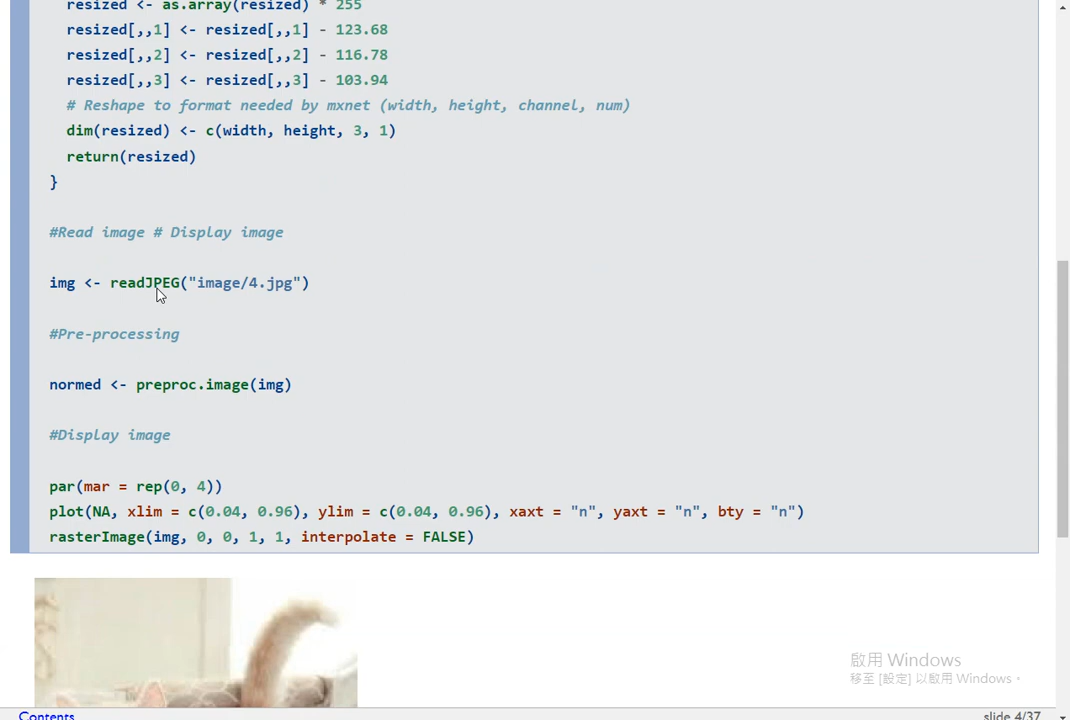 resized <- as.array(resized) * 255
resized[,,1] <- resized[,,1] - 123.68
resized[,,2] <- resized[,,2] - 116.78
resized[,,3] <- resized[,,3] - 103.94
# Reshape to format needed by mxnet (width, height, channel, num)
dim(resized) <- c(width, height, 3, 1)
return(resized)
}
#Read image # Display image
img <- readJPEG("image/4.jpg")
#Pre-processing
normed <- preproc.image(img)
#Display image
par(mar = rep(0, 4))
plot(NA, xlim = c(0.04, 0.96), ylim = c(0.04, 0.96), xaxt = "n", yaxt = "n", bty = "n")
rasterImage(img, 0, 0, 1, 1, interpolate = FALSE)
啟用 Windows
移至 [設定] 以啟用 Windows。
Contents
slide 4/37